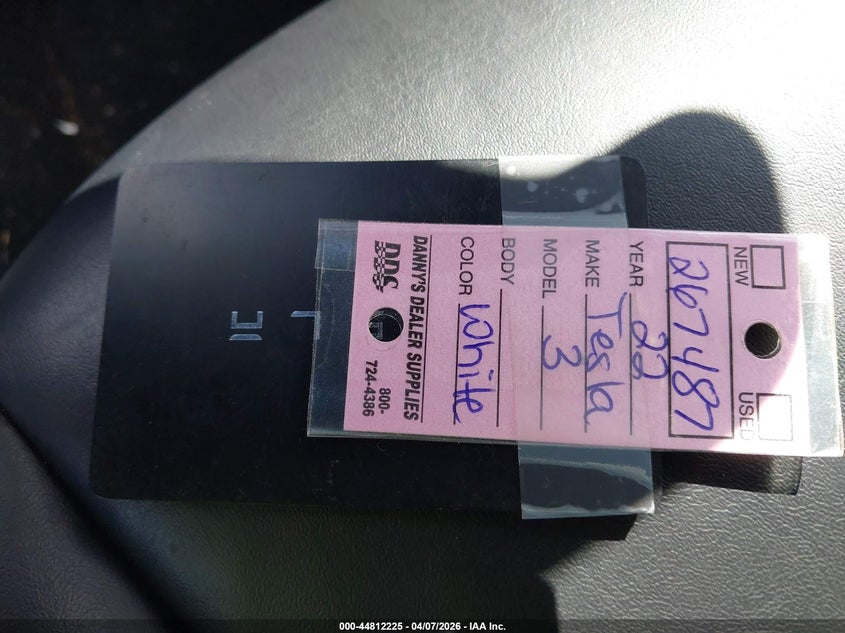 NEW USED
267487
YEAR 22
MAKE Tesla
MODEL 3
BODY
COLOR White
DANNY'S DEALER SUPPLIES
DDS
800-
724-4386
000-44812225 - 04/07/2026 - IAA Inc.